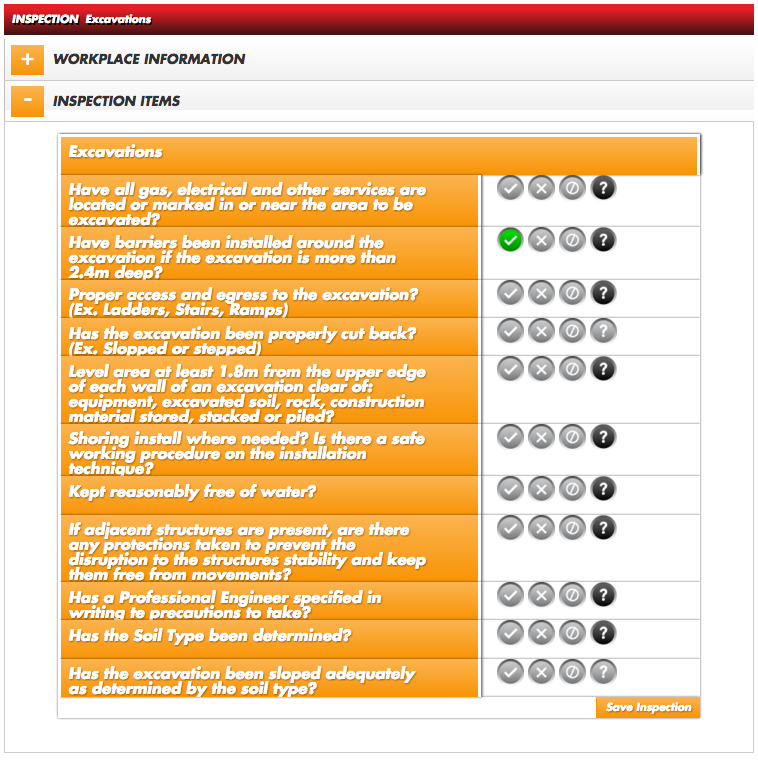 INSPECTION Excavations
+ WORKPLACE INFORMATION
- INSPECTION ITEMS
Excavations
Have all gas, electrical and other services are
located or marked in or near the area to be
excavated?
?
Have barriers been installed around the
excavation if the excavation is more than
2.4m deep?
?
Proper access and egress to the excavation?
(Ex. Ladders, Stairs, Ramps)
?
Has the excavation been properly cut back?
(Ex. Slopped or stepped)
?
Level area at least 1.8m from the upper edge
of each wall of an excavation clear of:
equipment, excavated soil, rock, construction
material stored, stacked or piled?
?
Shoring install where needed? Is there a safe
working procedure on the installation
technique?
?
Kept reasonably free of water?
?
If adjacent structures are present, are there
any protections taken to prevent the
disruption to the structures stability and keep
them free from movements?
?
Has a Professional Engineer specified in
writing te precautions to take?
?
Has the Soil Type been determined?
?
Has the excavation been sloped adequately
as determined by the soil type?
?
Save Inspection